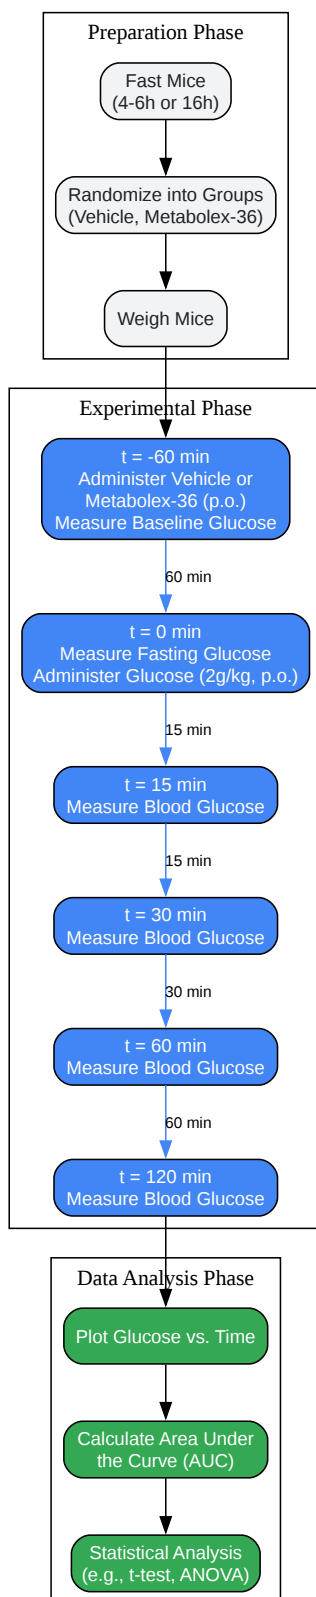 Preparation Phase
Fast Mice
(4-6h or 16h)
Randomize into Groups
(Vehicle, Metabolex-36)
Weigh Mice
Experimental Phase
t = -60 min
Administer Vehicle or
Metabolex-36 (p.o.)
Measure Baseline Glucose
60 min
t = 0 min
Measure Fasting Glucose
Administer Glucose (2g/kg, p.o.)
15 min
t = 15 min
Measure Blood Glucose
15 min
t = 30 min
Measure Blood Glucose
30 min
t = 60 min
Measure Blood Glucose
60 min
t = 120 min
Measure Blood Glucose
Data Analysis Phase
Plot Glucose vs. Time
Calculate Area Under
the Curve (AUC)
Statistical Analysis
(e.g., t-test, ANOVA)